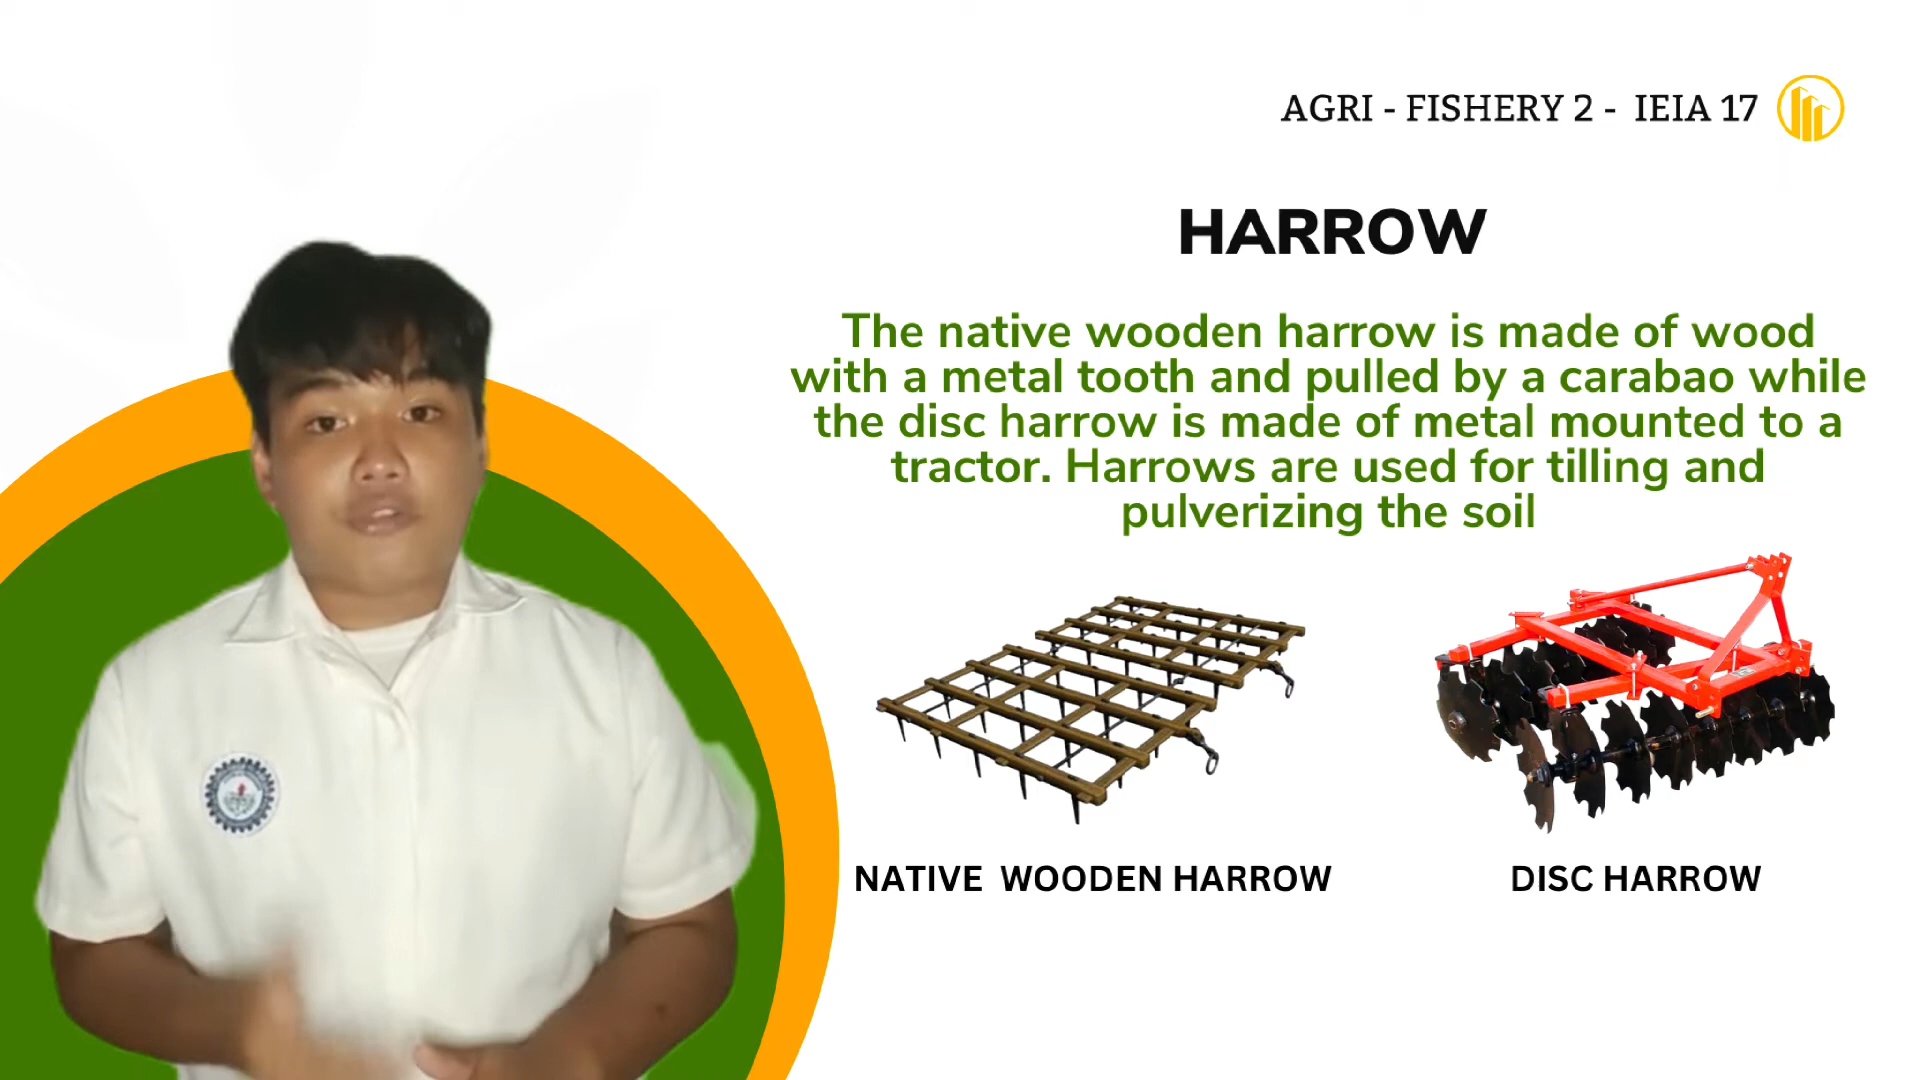 AGRI - FISHERY 2 - IEIA 17
HARROW
The native wooden harrow is made of wood
with a metal tooth and pulled by a carabao while
the disc harrow is made of metal mounted to a
tractor. Harrows are used for tilling and
pulverizing the soil
NATIVE WOODEN HARROW
DISC HARROW